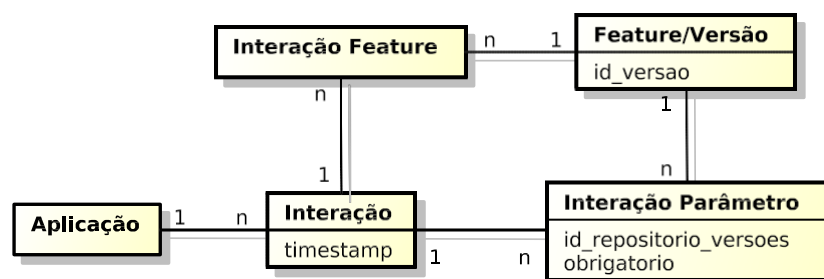 Interação Feature
n
1
Feature/Versão
id_versao
n
1
1
n
Aplicação
1
n
Interação
timestamp
1
n
Interação Parâmetro
id_repositorio_versoes
obrigatorio